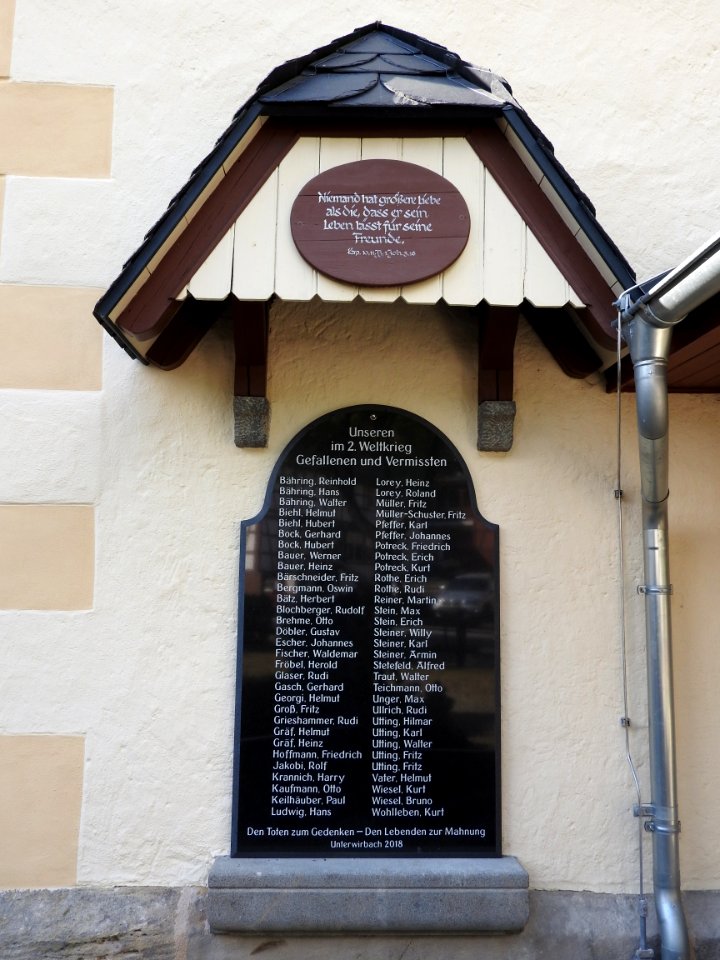 Niemand hat größere Liebe
als die, dass er sein
Leben lässt für seine
Freunde.
Unseren
im 2. Weltkrieg
Gefallenen und Vermissten
Bähring, Reinhold
Bähring, Hans
Bähring, Walter
Biehl, Helmut
Biehl, Hubert
Bock, Gerhard
Bock, Hubert
Bauer, Werner
Bauer, Heinz
Bärschneider, Fritz
Bergmann, Oswin
Bätz, Herbert
Blochberger, Rudolf
Brehme, Otto
Döbler, Gustav
Escher, Johannes
Fischer, Waldemar
Fröbel, Herold
Gläser, Rudi
Gasch, Gerhard
Georgi, Helmut
Groß, Fritz
Grieshammer, Rudi
Gräf, Helmut
Gräf, Heinz
Hoffmann, Friedrich
Jakobi, Rolf
Krannich, Harry
Kaufmann, Otto
Keilhäuber, Paul
Ludwig, Hans
Lorey, Heinz
Lorey, Roland
Müller, Fritz
Müller-Schuster, Fritz
Pfeffer, Karl
Pfeffer, Johannes
Potreck, Friedrich
Potreck, Erich
Potreck, Kurt
Rothe, Erich
Rothe, Rudi
Reiner, Martin
Stein, Max
Stein, Erich
Steiner, Willy
Steiner, Karl
Steiner, Armin
Stetefeld, Alfred
Traut, Walter
Teichmann, Otto
Unger, Max
Ullrich, Rudi
Utting, Hilmar
Utting, Karl
Utting, Walter
Utting, Fritz
Utting, Fritz
Vater, Helmut
Wiesel, Kurt
Wiesel, Bruno
Wohlleben, Kurt
Den Toten zum Gedenken – Den Lebenden zur Mahnung
Unterwirbach 2018